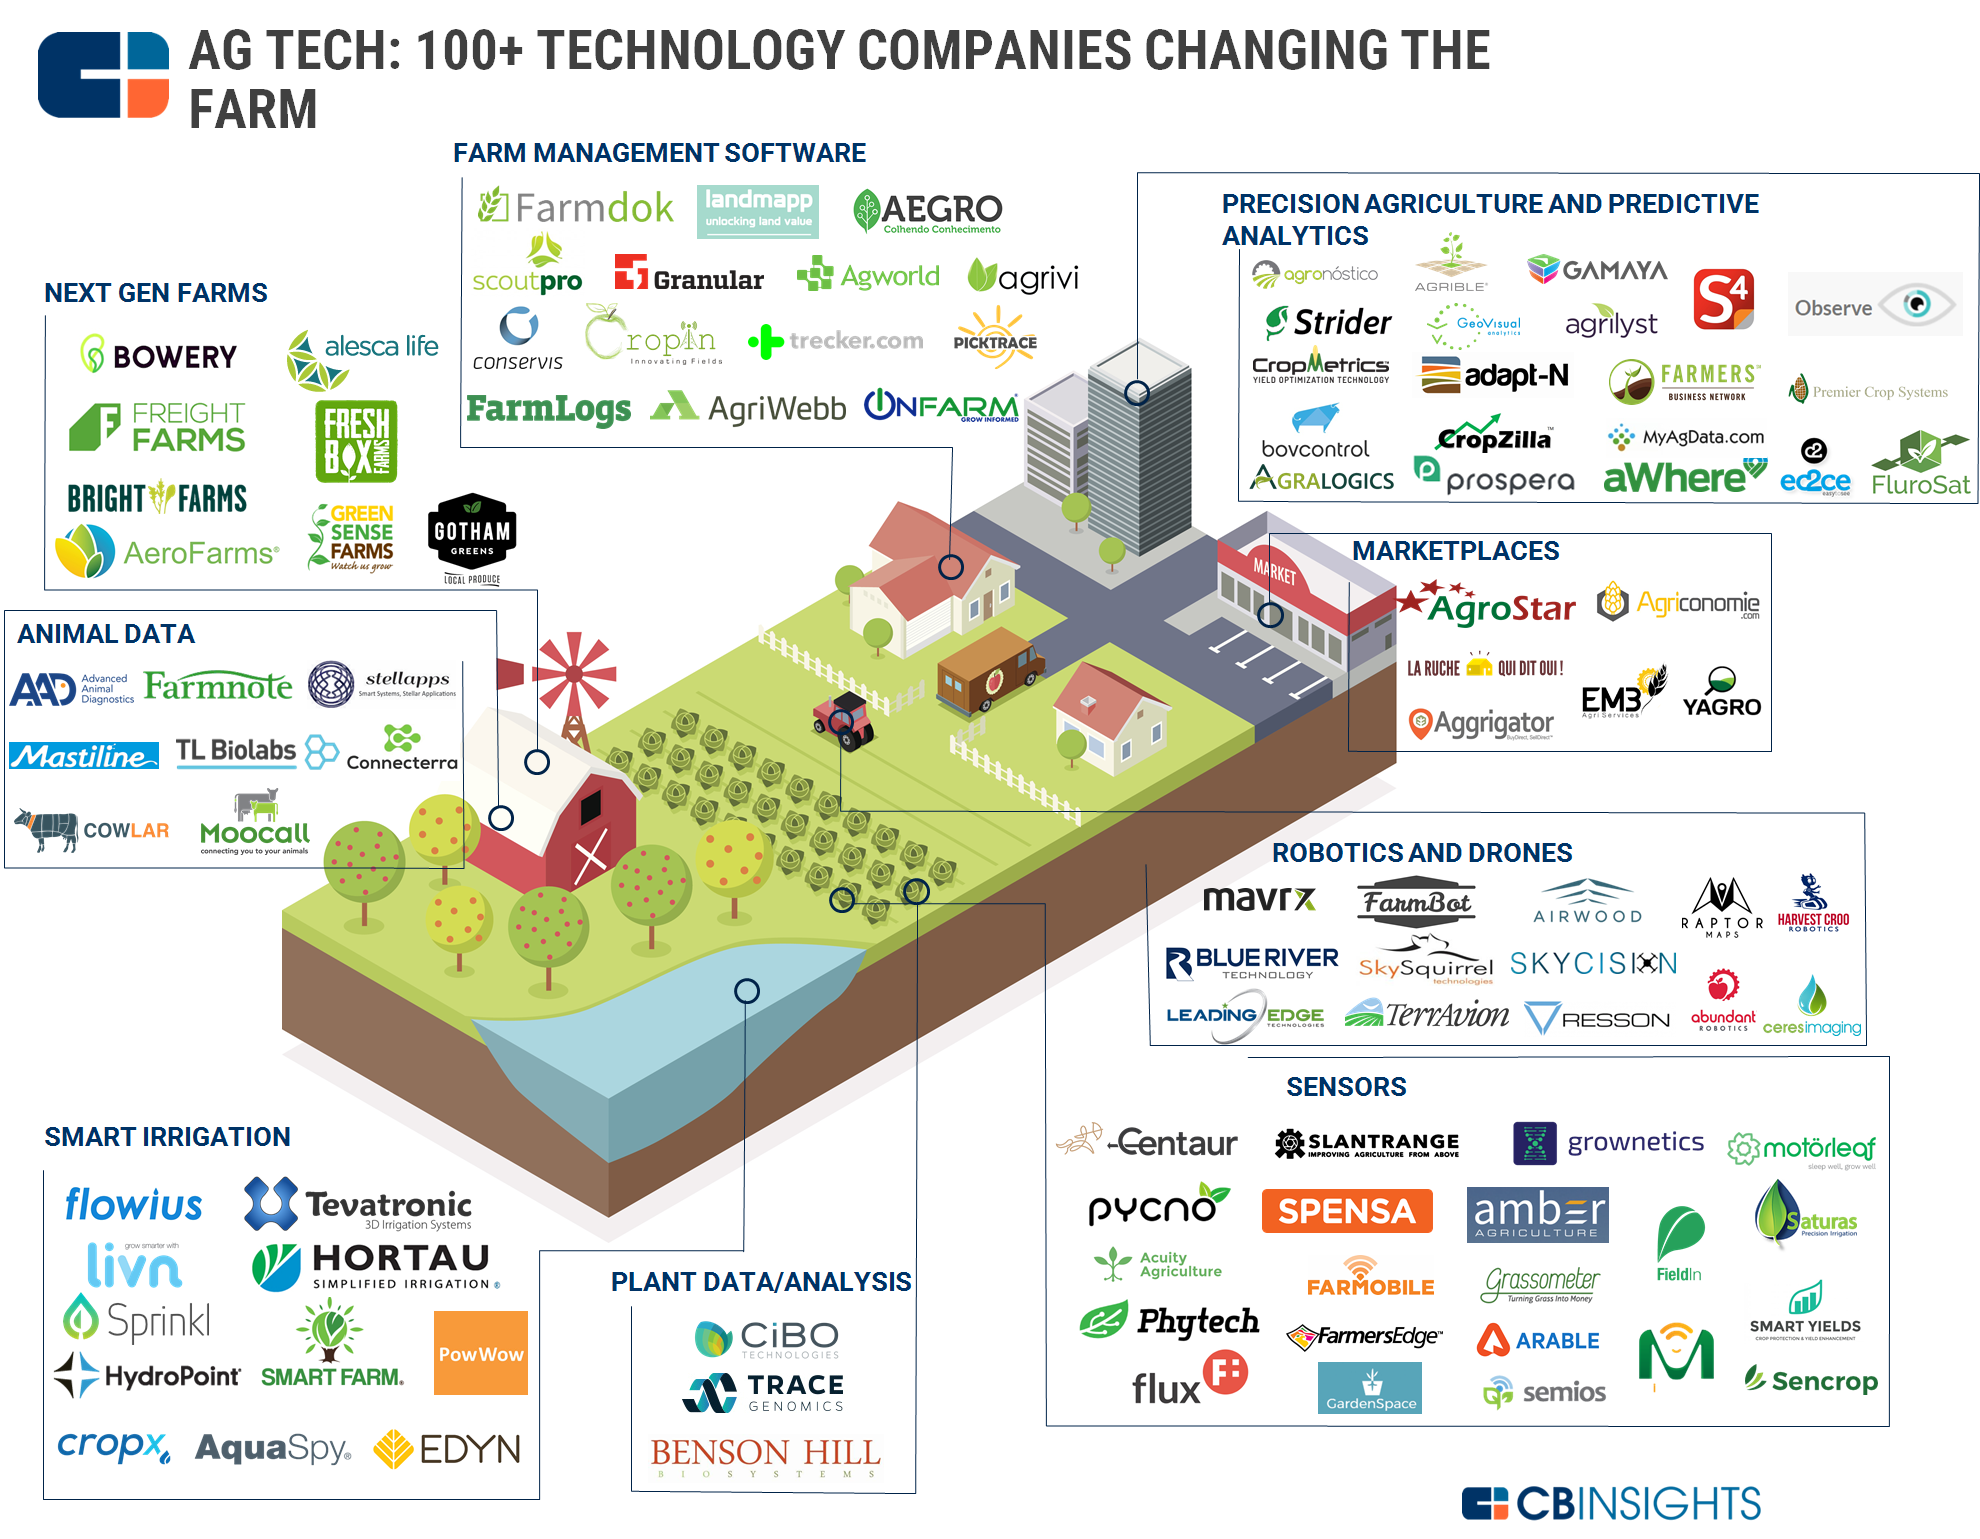 AG TECH: 100+ TECHNOLOGY COMPANIES CHANGING THE
FARM
FARM MANAGEMENT SOFTWARE
Farmdok
landmapp
unlocking land value
AEGRO
Colhendo Conhecimento
scoutpro
Granular
Agworld
agrivi
conservis
CropIn
Innovating Fields
trecker.com
PICKTRACE
FarmLogs
AgriWebb
ONFARM
GROW INFORMED
PRECISION AGRICULTURE AND PREDICTIVE
ANALYTICS
agronóstico
AGRIBLE
GAMAYA
S4
Observe
Strider
GeoVisual
analytics
agrilyst
CropMetrics
YIELD OPTIMIZATION TECHNOLOGY
adapt-N
FARMERS
BUSINESS NETWORK
Premier Crop Systems
bovcontrol
CROPZILLA™
MyAgData.com
e2
ec2ce
easytosee
FluroSat
AGRALOGICS
prospera
aWhere
NEXT GEN FARMS
BOWERY
alesca life
FREIGHT
FARMS
FRESH
BOX
FARMS
BRIGHT FARMS
GREEN
SENSE
FARMS
Watch us grow
GOTHAM
GREENS
LOCAL PRODUCE
AeroFarms®
MARKET
MARKETPLACES
AgroStar
Agriconomie
.com
LA RUCHE QUI DIT OUI !
EM3
Agri Services
YAGRO
Aggrigator
BuyDirect, SellDirect™
ANIMAL DATA
AAD
Advanced
Animal
Diagnostics
Farmnote
stellapps
Smart Systems, Stellar Applications
Mastiline
TL Biolabs
Connecterra
COWLAR
Moocall
connecting you to your animals
ROBOTICS AND DRONES
mavrx
FarmBot
AIRWOOD
RAPTOR
MAPS
HARVEST CROO
ROBOTICS
BLUE RIVER
TECHNOLOGY
SkySquirrel
technologies
SKYCISION
LEADING EDGE
TECHNOLOGIES
TerrAvion
RESSON
abundant
ROBOTICS
ceresimaging
SENSORS
-Centaur
SLANTRANGE
IMPROVING AGRICULTURE FROM ABOVE
grownetics
motörleaf
sleep well, grow well
pycno
SPENSA
amber
AGRICULTURE
FieldIn
Saturas
Precision Irrigation
Acuity
Agriculture
FARMOBILE
Grassometer
Turning Grass Into Money
Phytech
FarmersEdge™
ARABLE
M
SMART YIELDS
CROP PROTECTION & YIELD ENHANCEMENT
flux
F:
GardenSpace
semios
Sencrop
SMART IRRIGATION
flowius
Tevatronic
3D Irrigation Systems
grow smarter with
livn
HORTAU
SIMPLIFIED IRRIGATION ®
Sprinkl
SMART FARM.
PowWow
HydroPoint
cropx
AquaSpy®
EDYN
PLANT DATA/ANALYSIS
CiBO
TECHNOLOGIES
TRACE
GENOMICS
BENSON HILL
BIOSYSTEMS
CBINSIGHTS